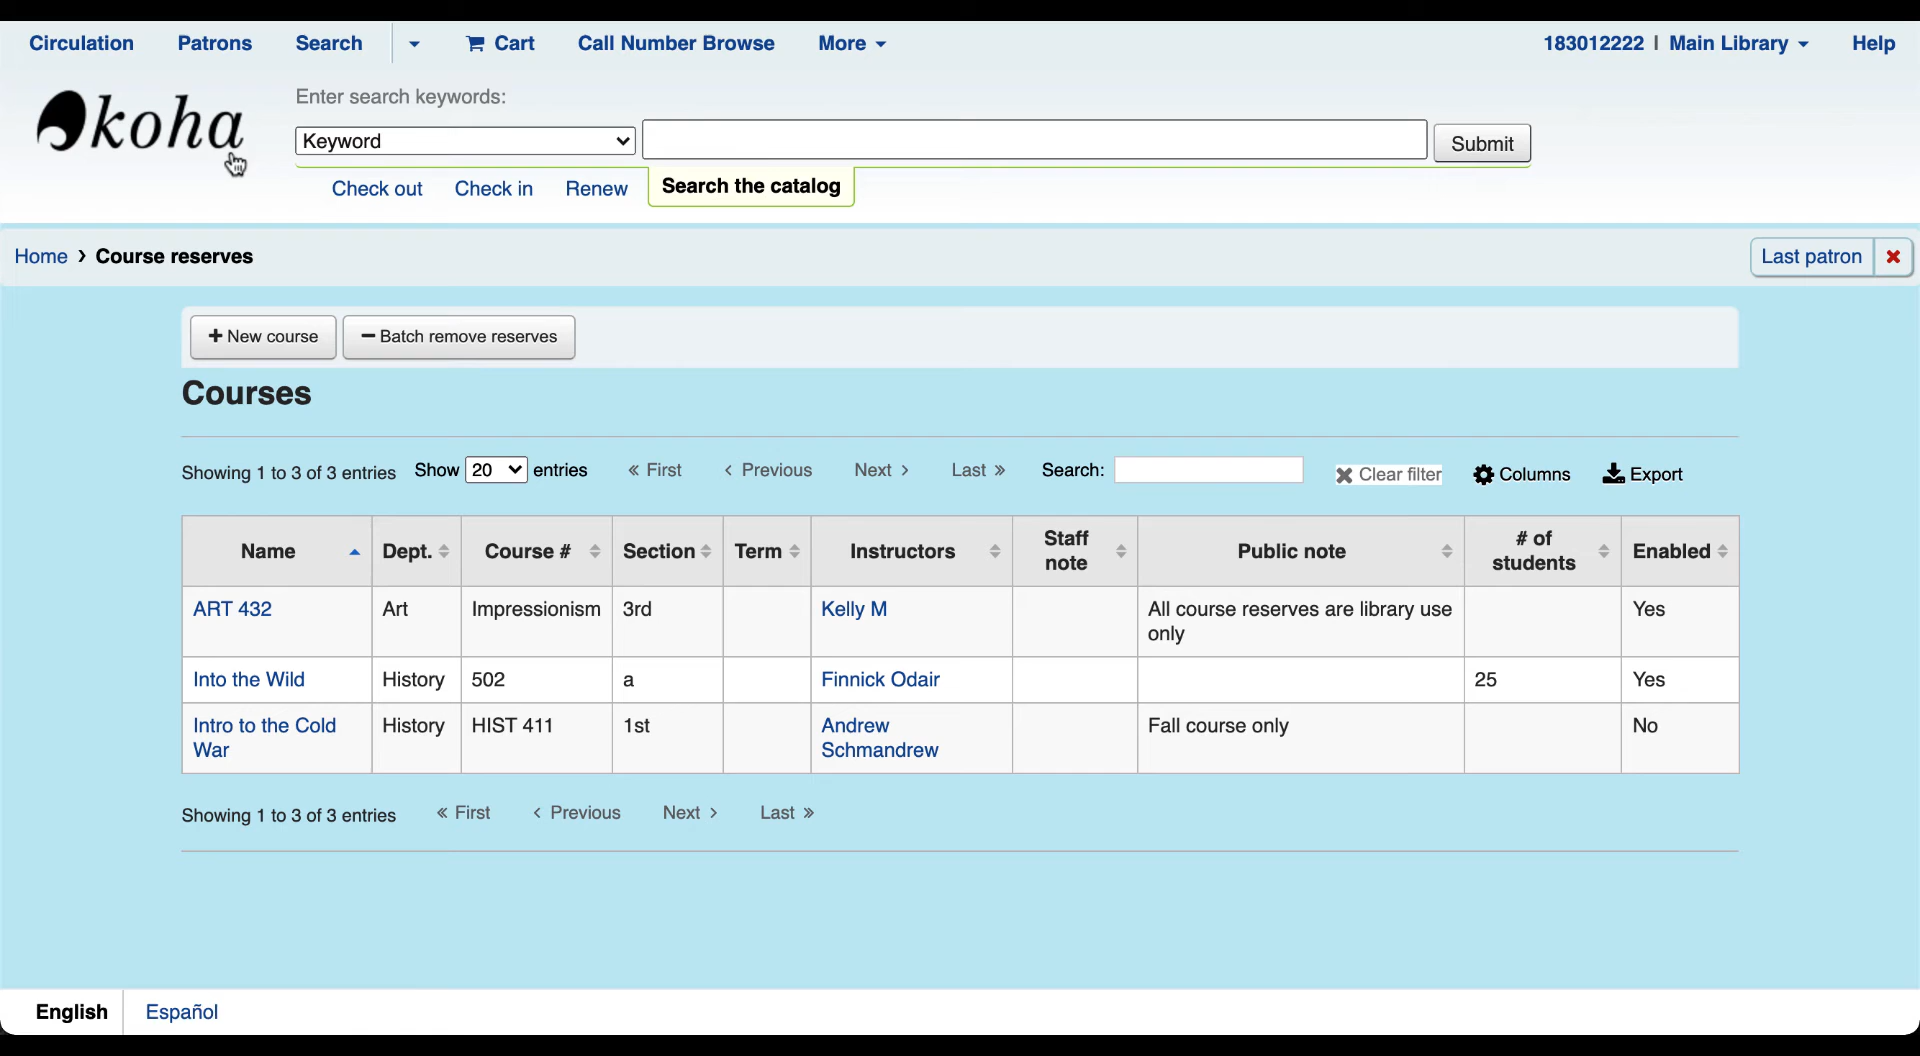 Circulation Patrons Search Cart Call Number Browse More 183012222 | Main Library Help
koha
Enter search keywords:
Keyword Submit
Check out Check in Renew Search the catalog
Home › Course reserves Last patron
New course Batch remove reserves
Courses
Showing 1 to 3 of 3 entries Show 20 entries « First ‹ Previous Next › Last » Search: Clear filter Columns Export
Name Dept. Course # Section Term Instructors Staff note Public note # of students Enabled
ART 432 Art Impressionism 3rd Kelly M All course reserves are library use only Yes
Into the Wild History 502 a Finnick Odair 25 Yes
Intro to the Cold War History HIST 411 1st Andrew Schmandrew Fall course only No
Showing 1 to 3 of 3 entries « First ‹ Previous Next › Last »
English Español